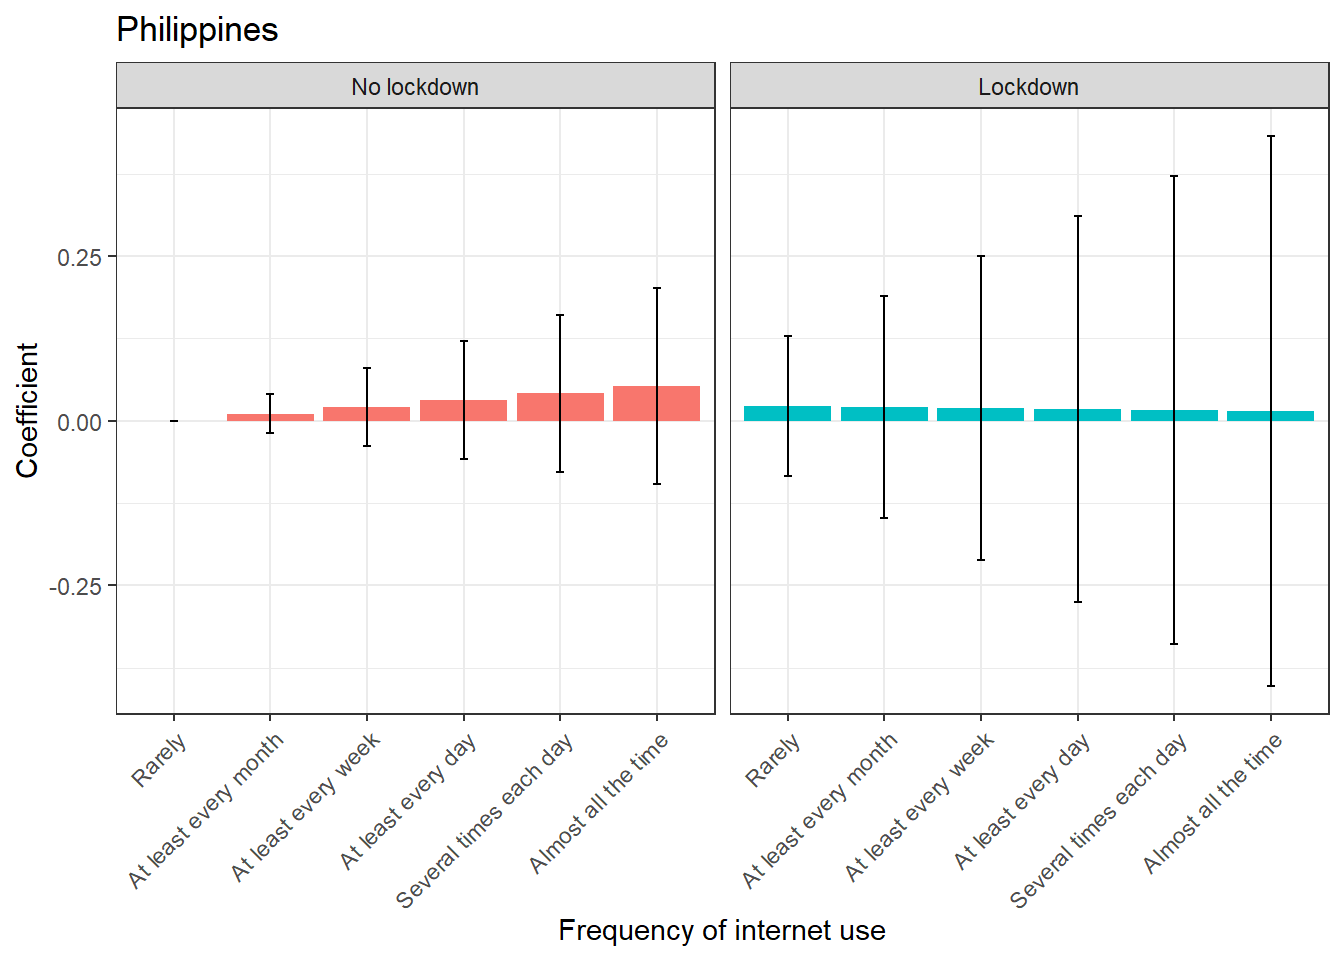 Philippines
No lockdown
Lockdown
Coefficient
0.25
0.00
-0.25
Rarely
At least every month
At least every week
At least every day
Several times each day
Almost all the time
Rarely
At least every month
At least every week
At least every day
Several times each day
Almost all the time
Frequency of internet use